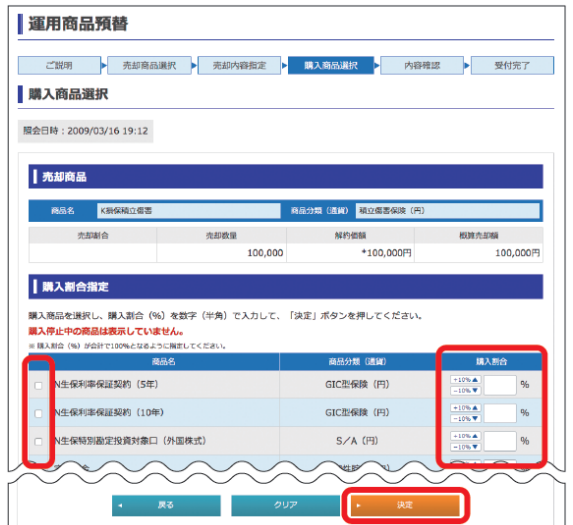 運用商品預替
ご説明 売却商品選択 売却内容指定 購入商品選択 内容確認 受付完了
購入商品選択
照会日時：2009/03/16 19:12
売却商品
商品名 K損保積立傷害 商品分類（通貨） 積立傷害保険（円）
売却割合 売却数量 解約価額 概算売却額
100,000 *100,000円 100,000円
購入割合指定
購入商品を選択し、購入割合（%）を数字（半角）で入力して、「決定」ボタンを押してください。
購入停止中の商品は表示していません。
※ 購入割合（%）が合計で100%となるように指定してください。
商品名 商品分類（通貨） 購入割合
N生保利率保証契約（5年） GIC型保険（円） +10%▲ -10%▼ %
N生保利率保証契約（10年） GIC型保険（円） +10%▲ -10%▼ %
N生保特別勘定投資対象口（外国株式） S／A（円） +10%▲ -10%▼ %
戻る クリア 決定